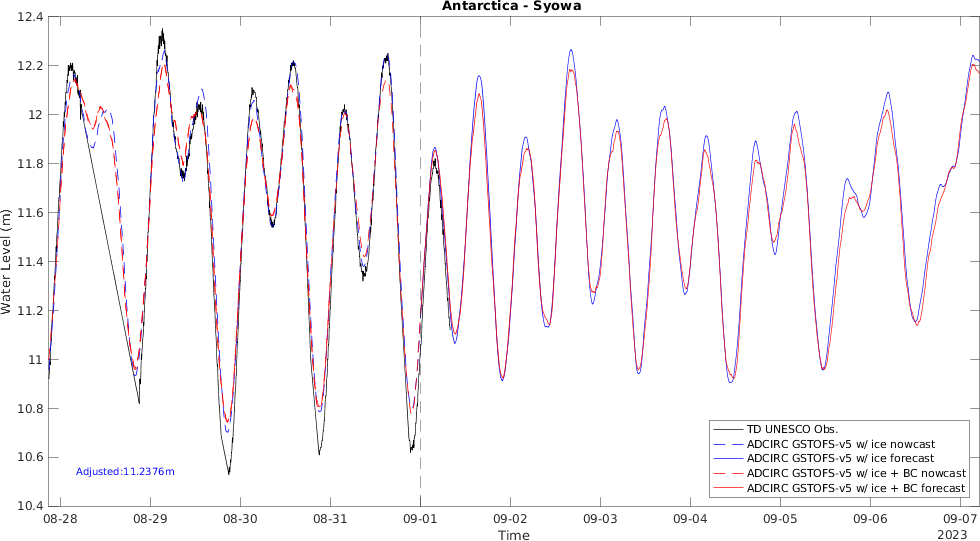 Antarctica - Syowa
12.4
12.2
12
11.8
11.6
11.4
11.2
11
10.8
10.6
10.4
Water Level (m)
Adjusted:11.2376m
TD UNESCO Obs.
ADCIRC GSTOFS-v5 w/ ice nowcast
ADCIRC GSTOFS-v5 w/ ice forecast
ADCIRC GSTOFS-v5 w/ ice + BC nowcast
ADCIRC GSTOFS-v5 w/ ice + BC forecast
08-28 08-29 08-30 08-31 09-01 09-02 09-03 09-04 09-05 09-06 09-07
Time
2023